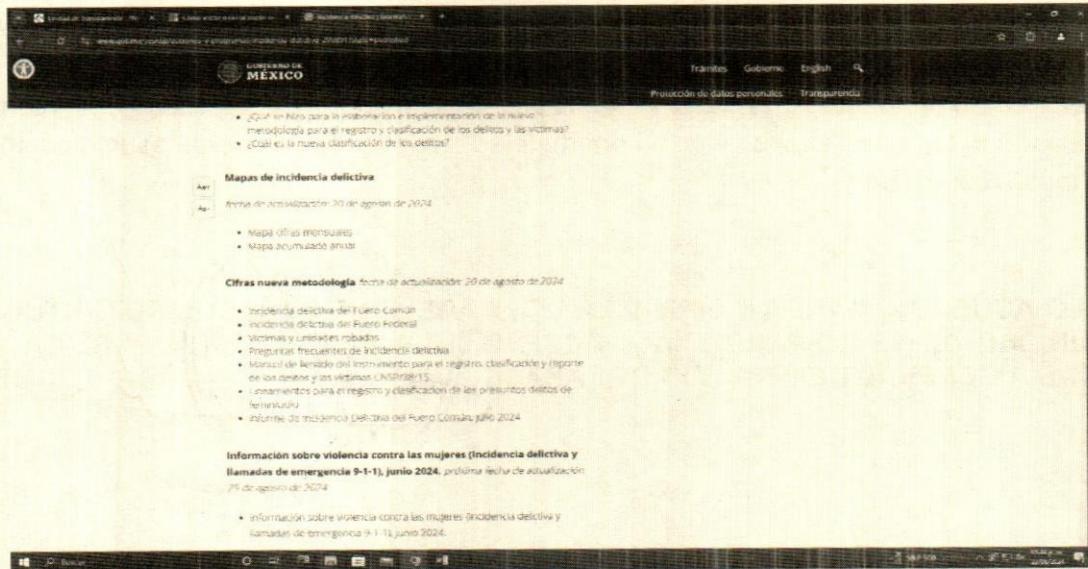 GOBIERNO DE
MÉXICO
Trámites Gobierno English
Protección de datos personales Transparencia
¿Qué se hizo para la elaboración e implementación de la nueva
metodología para el registro y clasificación de los delitos y las víctimas?
¿Cuál es la nueva clasificación de los delitos?
Mapas de incidencia delictiva
fecha de actualización: 20 de agosto de 2024
Mapa cifras mensuales
Mapa acumulado anual
Cifras nueva metodología fecha de actualización: 20 de agosto de 2024
Incidencia delictiva del Fuero Común
Incidencia delictiva del Fuero Federal
Víctimas y unidades robadas
Preguntas frecuentes de incidencia delictiva
Manual de llenado del instrumento para el registro, clasificación y reporte
de los delitos y las víctimas CNSP/38/15
Lineamientos para el registro y clasificación de los presuntos delitos de
feminicidio
Informe de Incidencia Delictiva del Fuero Común, julio 2024
Información sobre violencia contra las mujeres (Incidencia delictiva y
llamadas de emergencia 9-1-1), junio 2024. próxima fecha de actualización
25 de agosto de 2024
Información sobre violencia contra las mujeres (Incidencia delictiva y
llamadas de emergencia 9-1-1), junio 2024.
Buscar